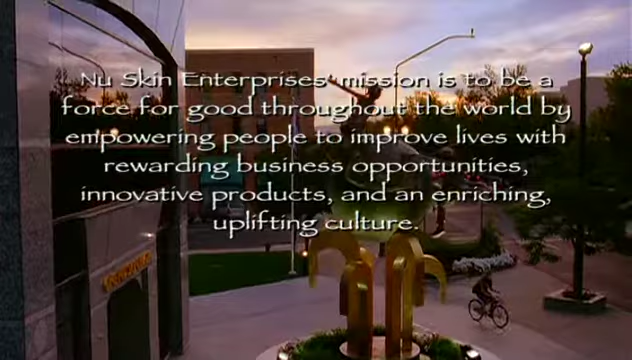 Nu Skin Enterprises' mission is to be a
force for good throughout the world by
empowering people to improve lives with
rewarding business opportunities,
innovative products, and an enriching,
uplifting culture.